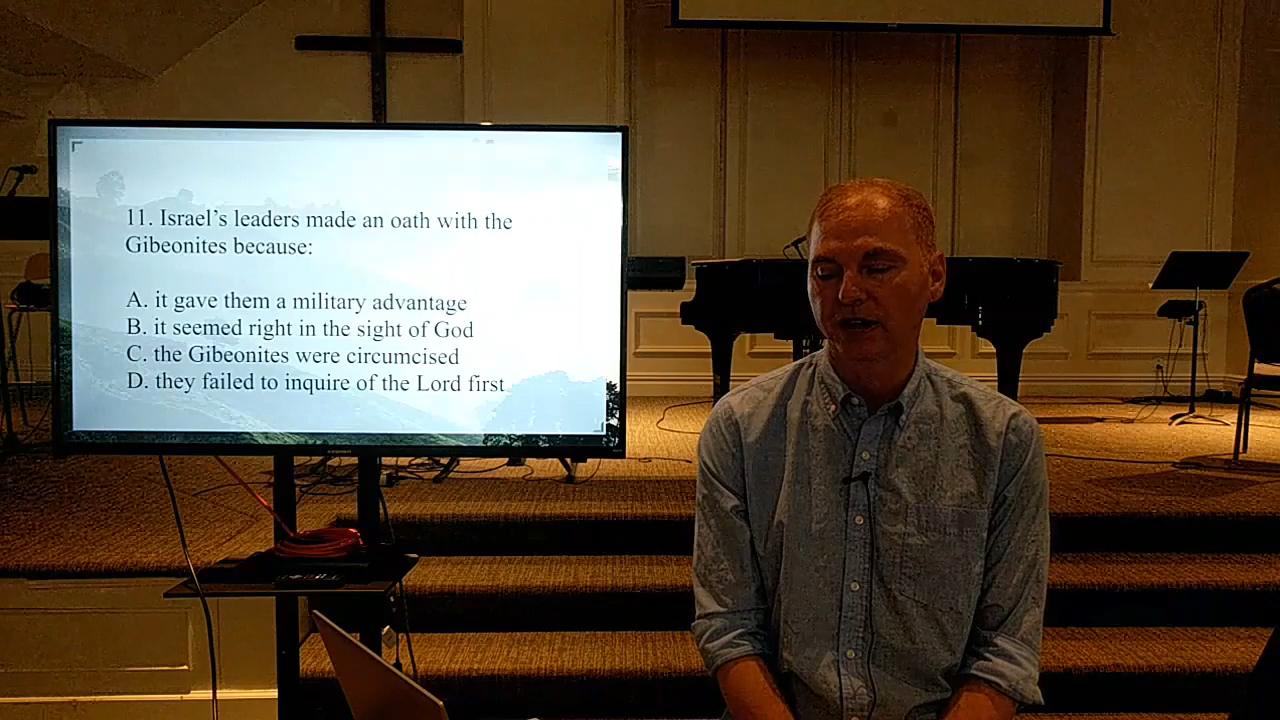 11. Israel's leaders made an oath with the
Gibeonites because:
A. it gave them a military advantage
B. it seemed right in the sight of God
C. the Gibeonites were circumcised
D. they failed to inquire of the Lord first